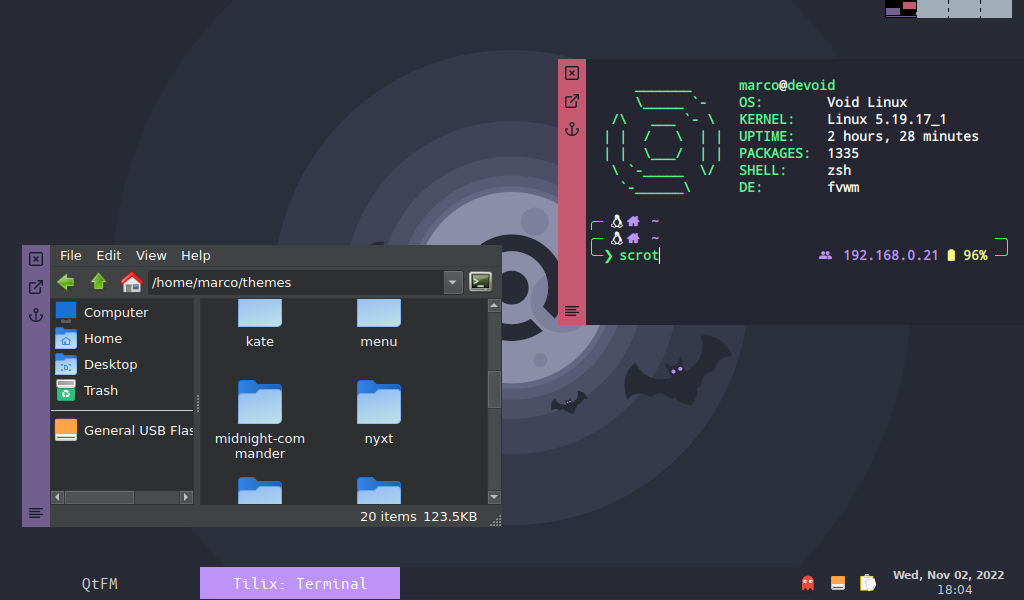 marco@devoid
OS: Void Linux
KERNEL: Linux 5.19.17_1
UPTIME: 2 hours, 28 minutes
PACKAGES: 1335
SHELL: zsh
DE: fvwm
~
~
192.168.0.21 96%
❯ scrot
File Edit View Help
/home/marco/themes
Computer
Home
Desktop
Trash
General USB Flas
kate
menu
midnight-com
mander
nyxt
20 items 123.5KB
QtFM
Tilix: Terminal
Wed, Nov 02, 2022
18:04